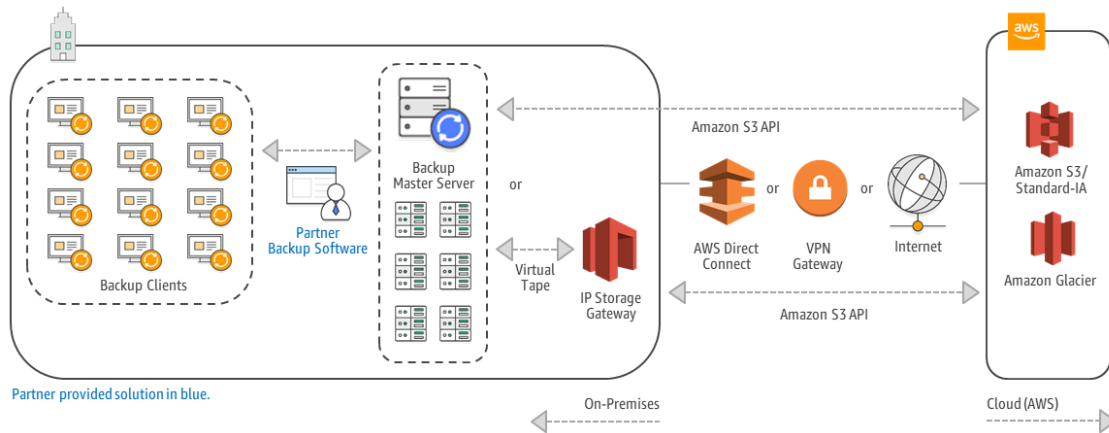 aws
Backup Clients
Partner
Backup Software
Backup
Master Server
or
Virtual
Tape
IP Storage
Gateway
Amazon S3 API
AWS Direct
Connect
or
VPN
Gateway
or
Internet
Amazon S3 API
Amazon S3/
Standard-IA
Amazon Glacier
Partner provided solution in blue.
On-Premises
Cloud (AWS)